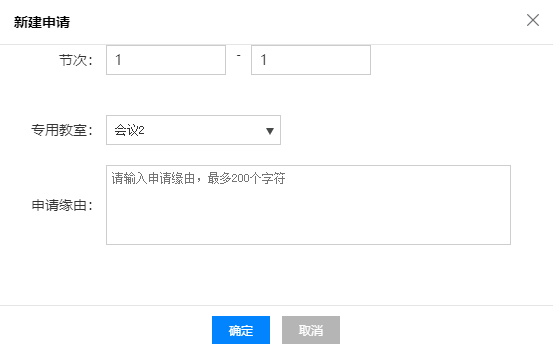 新建申请
节次： 1 - 1
专用教室： 会议2
申请缘由： 请输入申请缘由，最多200个字符
确定 取消